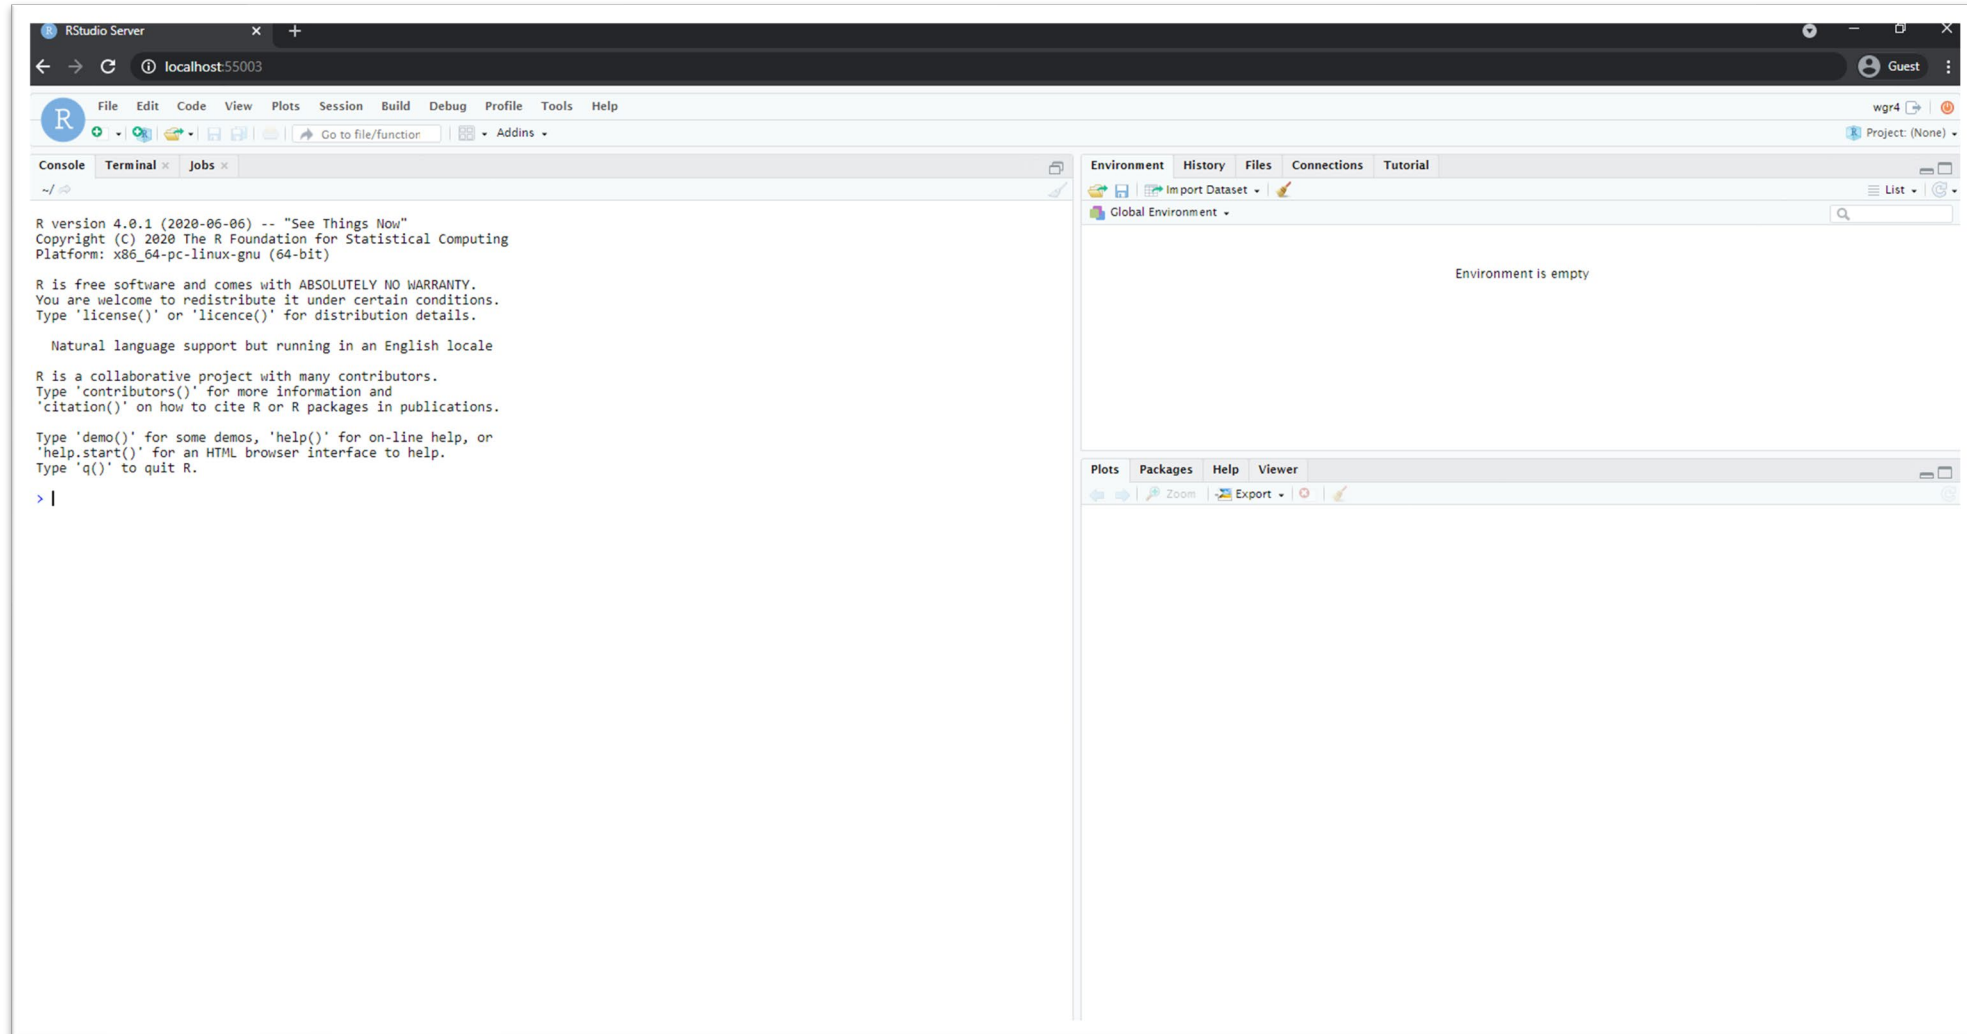 RStudio Server
localhost:55003
Guest
R
File Edit Code View Plots Session Build Debug Profile Tools Help
wgr4
Go to file/function
Addins
Project: (None)
Console Terminal Jobs
~/
R version 4.0.1 (2020-06-06) -- "See Things Now"
Copyright (C) 2020 The R Foundation for Statistical Computing
Platform: x86_64-pc-linux-gnu (64-bit)
R is free software and comes with ABSOLUTELY NO WARRANTY.
You are welcome to redistribute it under certain conditions.
Type 'license()' or 'licence()' for distribution details.
Natural language support but running in an English locale
R is a collaborative project with many contributors.
Type 'contributors()' for more information and
'citation()' on how to cite R or R packages in publications.
Type 'demo()' for some demos, 'help()' for on-line help, or
'help.start()' for an HTML browser interface to help.
Type 'q()' to quit R.
>
Environment History Files Connections Tutorial
Import Dataset
List
Global Environment
Environment is empty
Plots Packages Help Viewer
Zoom Export